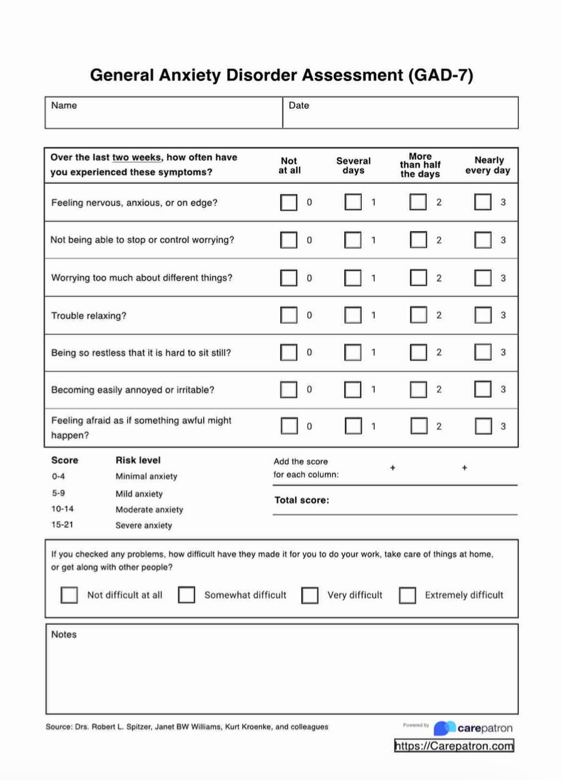 General Anxiety Disorder Assessment (GAD-7)
Name Date
Over the last two weeks, how often have
you experienced these symptoms?
Not
at all
Several
days
More
than half
the days
Nearly
every day
Feeling nervous, anxious, or on edge? 0 1 2 3
Not being able to stop or control worrying? 0 1 2 3
Worrying too much about different things? 0 1 2 3
Trouble relaxing? 0 1 2 3
Being so restless that it is hard to sit still? 0 1 2 3
Becoming easily annoyed or irritable? 0 1 2 3
Feeling afraid as if something awful might
happen? 0 1 2 3
Score Risk level
0-4 Minimal anxiety
5-9 Mild anxiety
10-14 Moderate anxiety
15-21 Severe anxiety
Add the score
for each column: + +
Total score:
If you checked any problems, how difficult have they made it for you to do your work, take care of things at home,
or get along with other people?
Not difficult at all Somewhat difficult Very difficult Extremely difficult
Notes
Source: Drs. Robert L. Spitzer, Janet BW Williams, Kurt Kroenke, and colleagues
Powered by carepatron
https://Carepatron.com